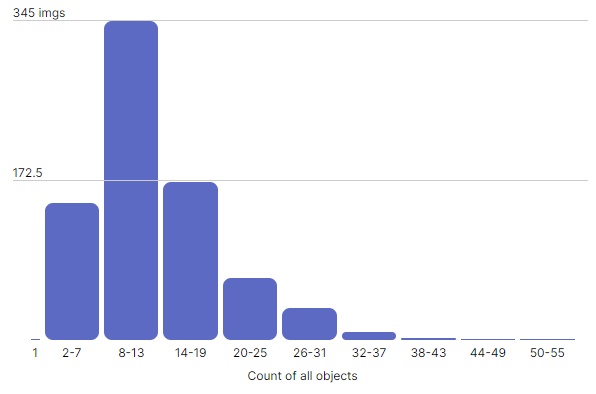 345 imgs
172.5
1 2-7 8-13 14-19 20-25 26-31 32-37 38-43 44-49 50-55
Count of all objects